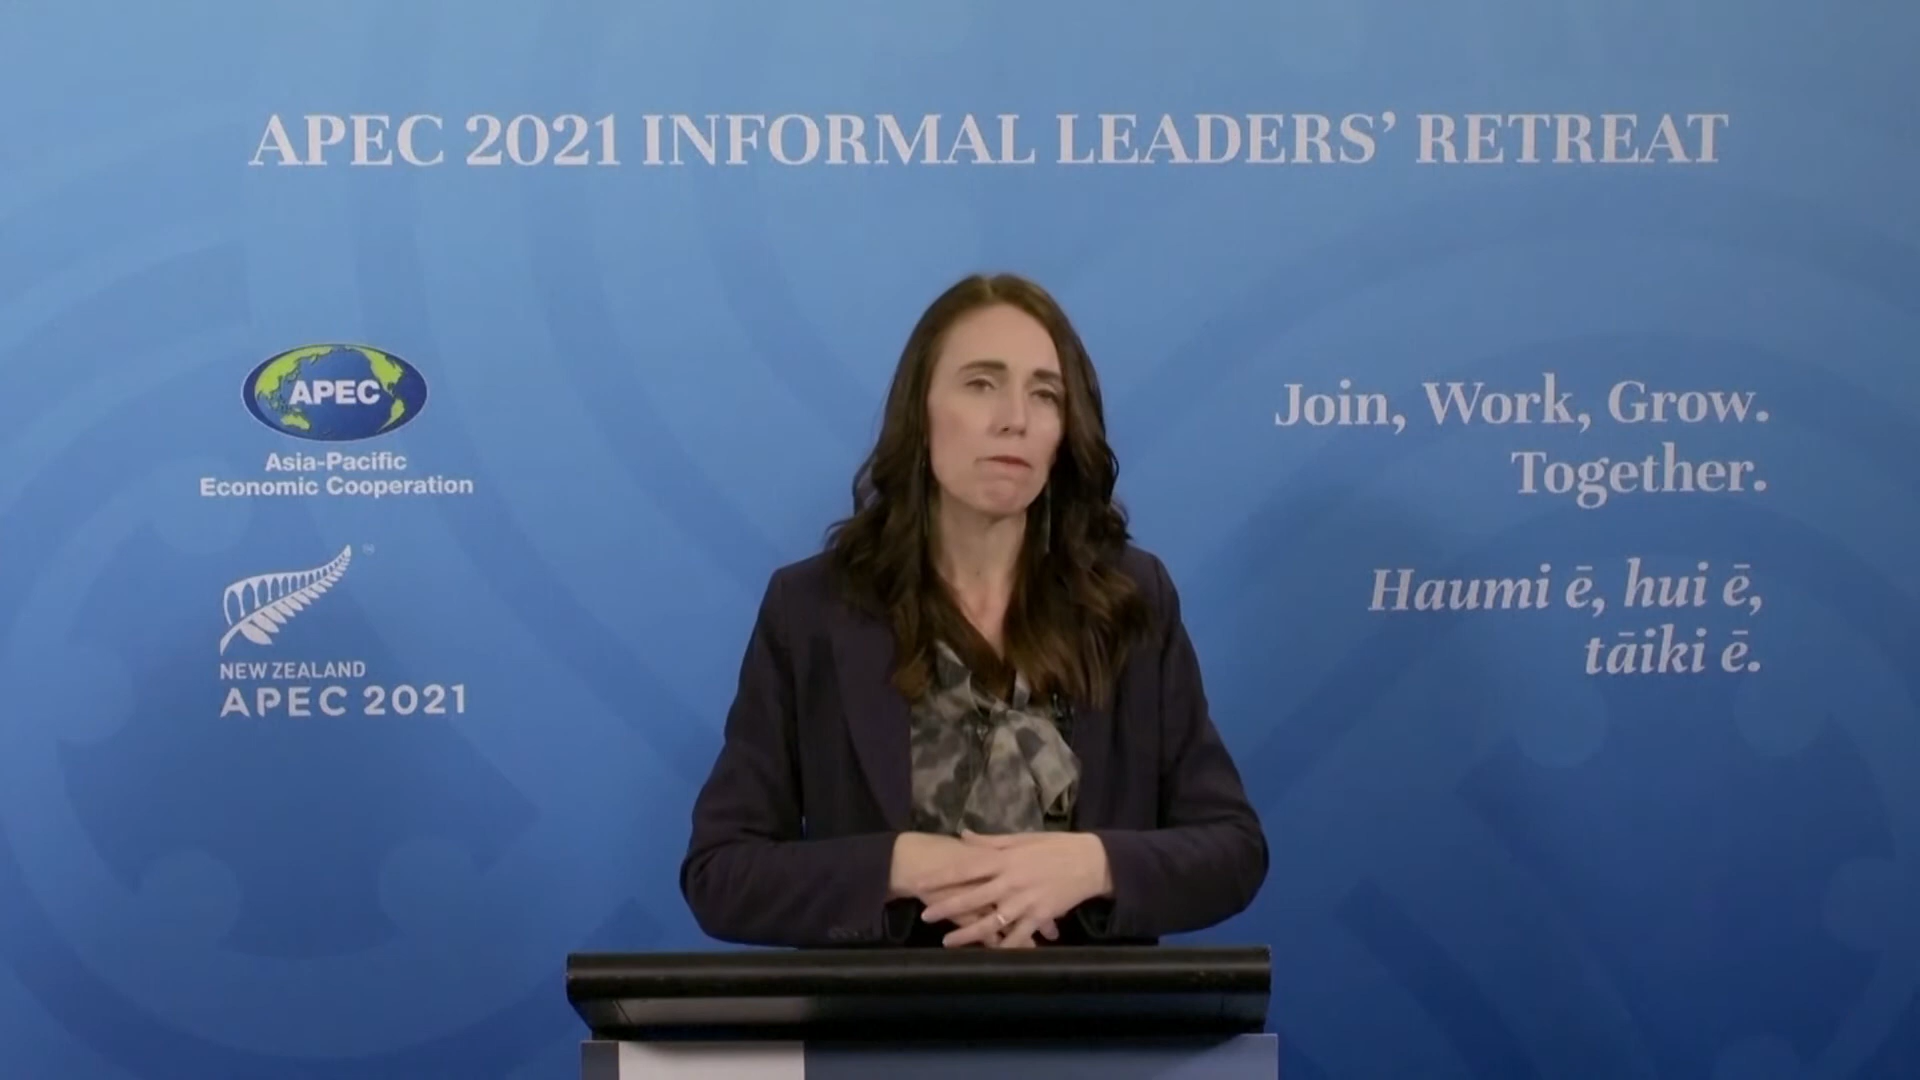 APEC 2021 INFORMAL LEADERS’ RETREAT
APEC
Asia-Pacific
Economic Cooperation
TM
NEW ZEALAND
APEC 2021
Join, Work, Grow.
Together.
Haumi ē, hui ē,
tāiki ē.